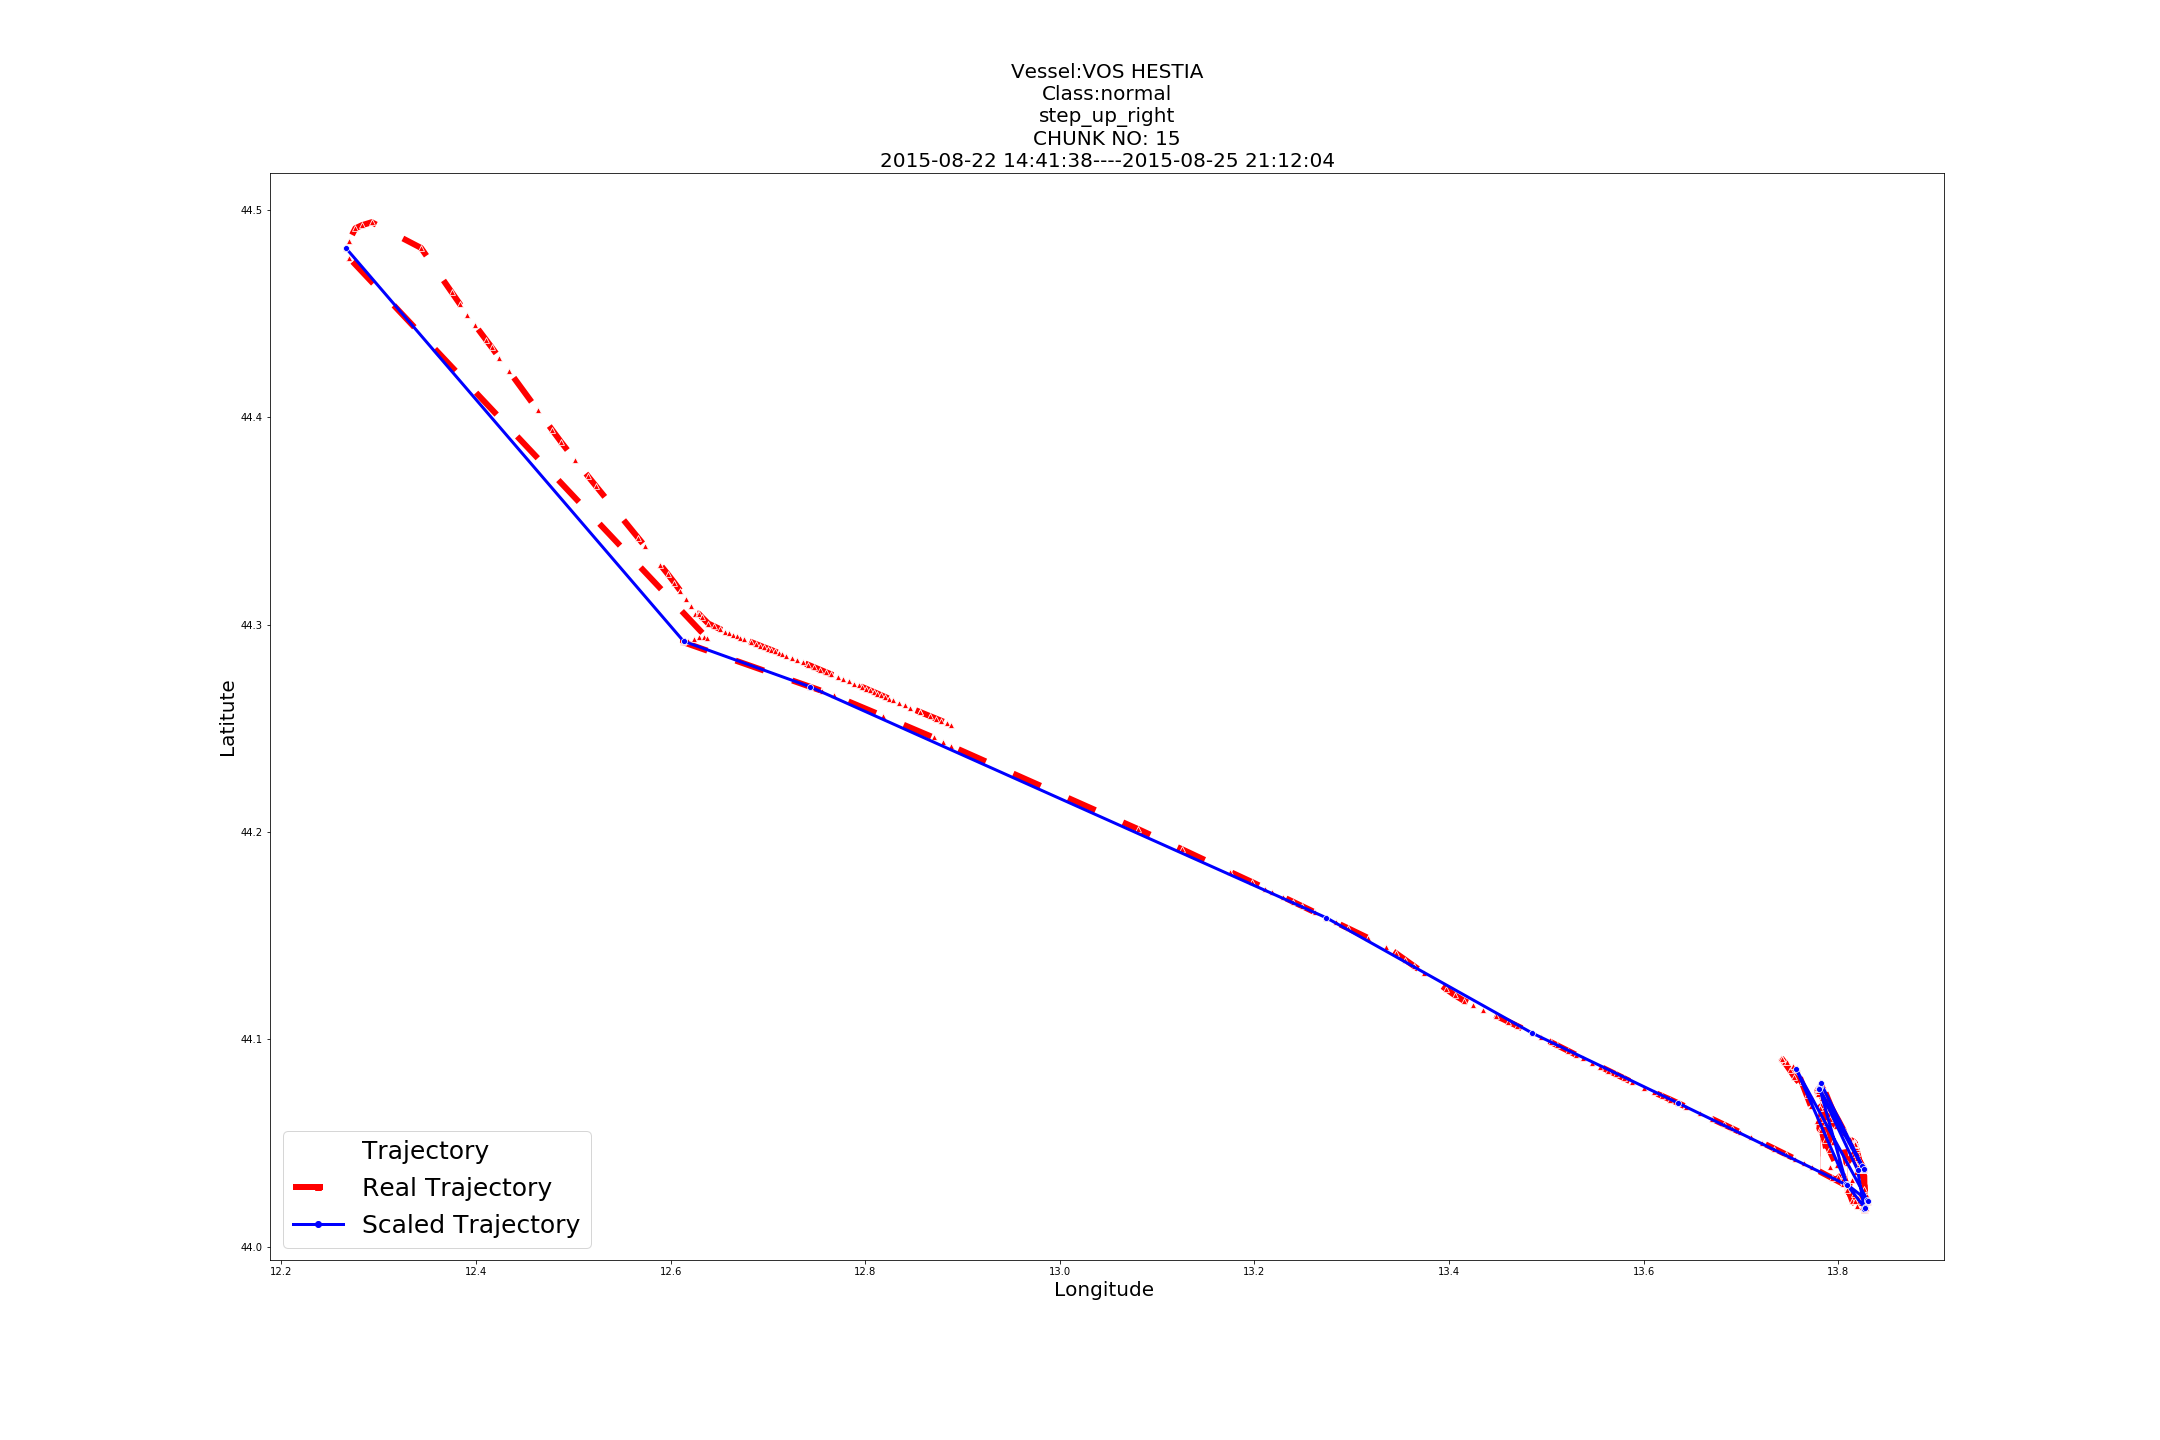 Vessel:VOS HESTIA
Class:normal
step_up_right
CHUNK NO: 15
2015-08-22 14:41:38----2015-08-25 21:12:04
44.5
44.4
44.3
44.2
44.1
44.0
Latitute
Trajectory
Real Trajectory
Scaled Trajectory
12.2 12.4 12.6 12.8 13.0 13.2 13.4 13.6 13.8
Longitude